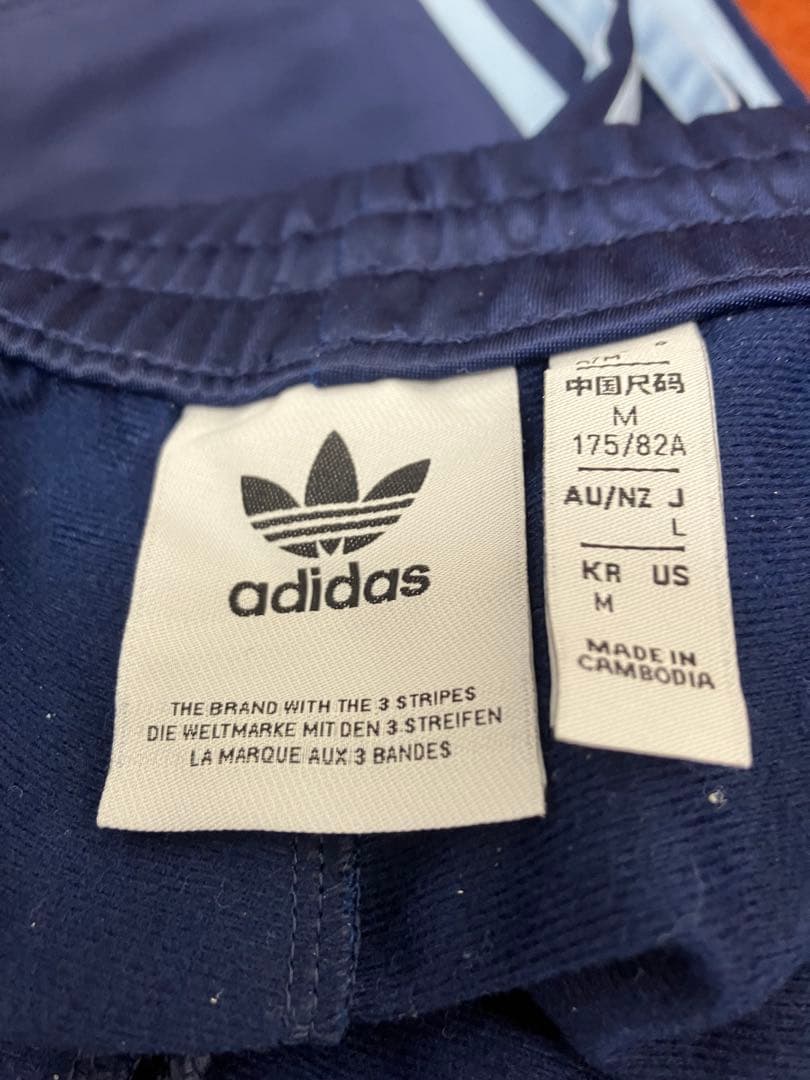 adidas
THE BRAND WITH THE 3 STRIPES
DIE WELTMARKE MIT DEN 3 STREIFEN
LA MARQUE AUX 3 BANDES
中国尺码
M
175/82A
AU/NZ J
L
KR US
M
MADE IN
CAMBODIA